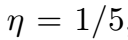 η = 1/5.